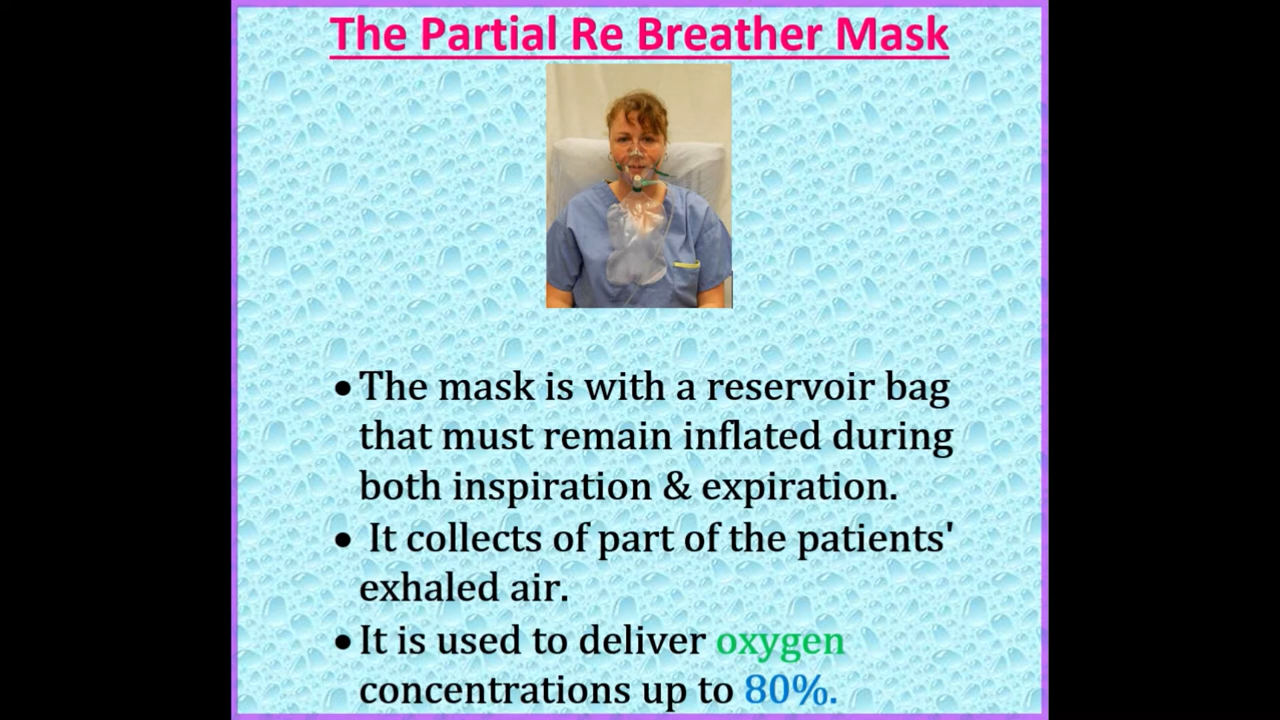 The Partial Re Breather Mask
• The mask is with a reservoir bag
that must remain inflated during
both inspiration & expiration.
• It collects of part of the patients'
exhaled air.
• It is used to deliver oxygen
concentrations up to 80%.